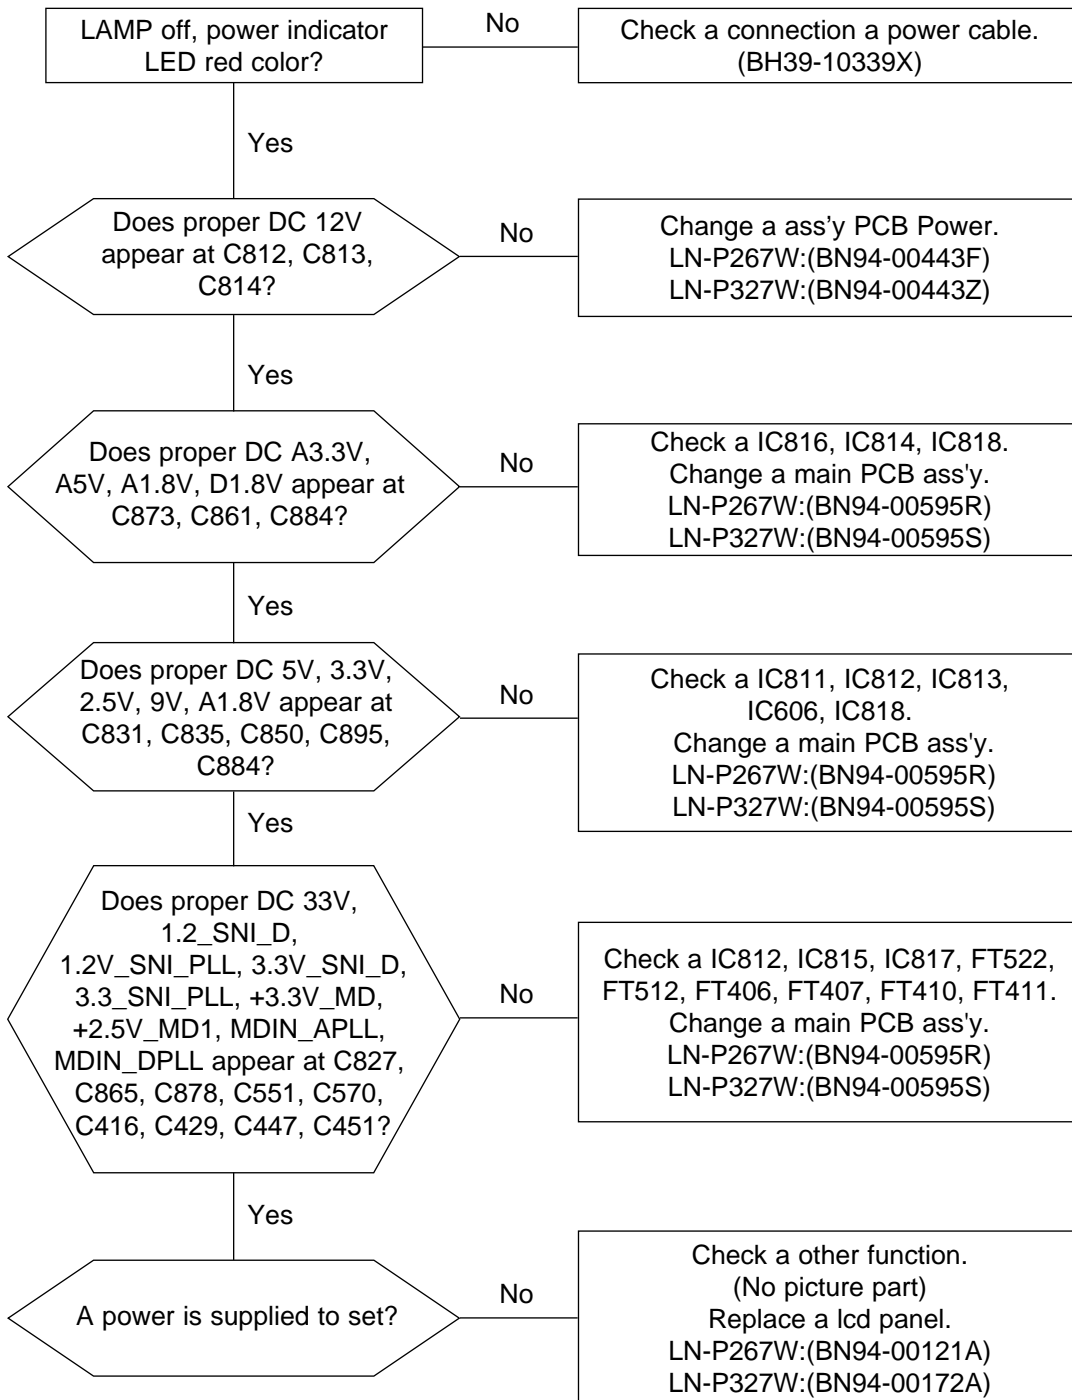 LAMP off, power indicator
LED red color?
No
Check a connection a power cable.
(BH39-10339X)
Yes
Does proper DC 12V
appear at C812, C813,
C814?
No
Change a ass’y PCB Power.
LN-P267W:(BN94-00443F)
LN-P327W:(BN94-00443Z)
Yes
Does proper DC A3.3V,
A5V, A1.8V, D1.8V appear at
C873, C861, C884?
No
Check a IC816, IC814, IC818.
Change a main PCB ass'y.
LN-P267W:(BN94-00595R)
LN-P327W:(BN94-00595S)
Yes
Does proper DC 5V, 3.3V,
2.5V, 9V, A1.8V appear at
C831, C835, C850, C895,
C884?
No
Check a IC811, IC812, IC813,
IC606, IC818.
Change a main PCB ass'y.
LN-P267W:(BN94-00595R)
LN-P327W:(BN94-00595S)
Yes
Does proper DC 33V,
1.2_SNI_D,
1.2V_SNI_PLL, 3.3V_SNI_D,
3.3_SNI_PLL, +3.3V_MD,
+2.5V_MD1, MDIN_APLL,
MDIN_DPLL appear at C827,
C865, C878, C551, C570,
C416, C429, C447, C451?
No
Check a IC812, IC815, IC817, FT522,
FT512, FT406, FT407, FT410, FT411.
Change a main PCB ass'y.
LN-P267W:(BN94-00595R)
LN-P327W:(BN94-00595S)
Yes
A power is supplied to set?
No
Check a other function.
(No picture part)
Replace a lcd panel.
LN-P267W:(BN94-00121A)
LN-P327W:(BN94-00172A)